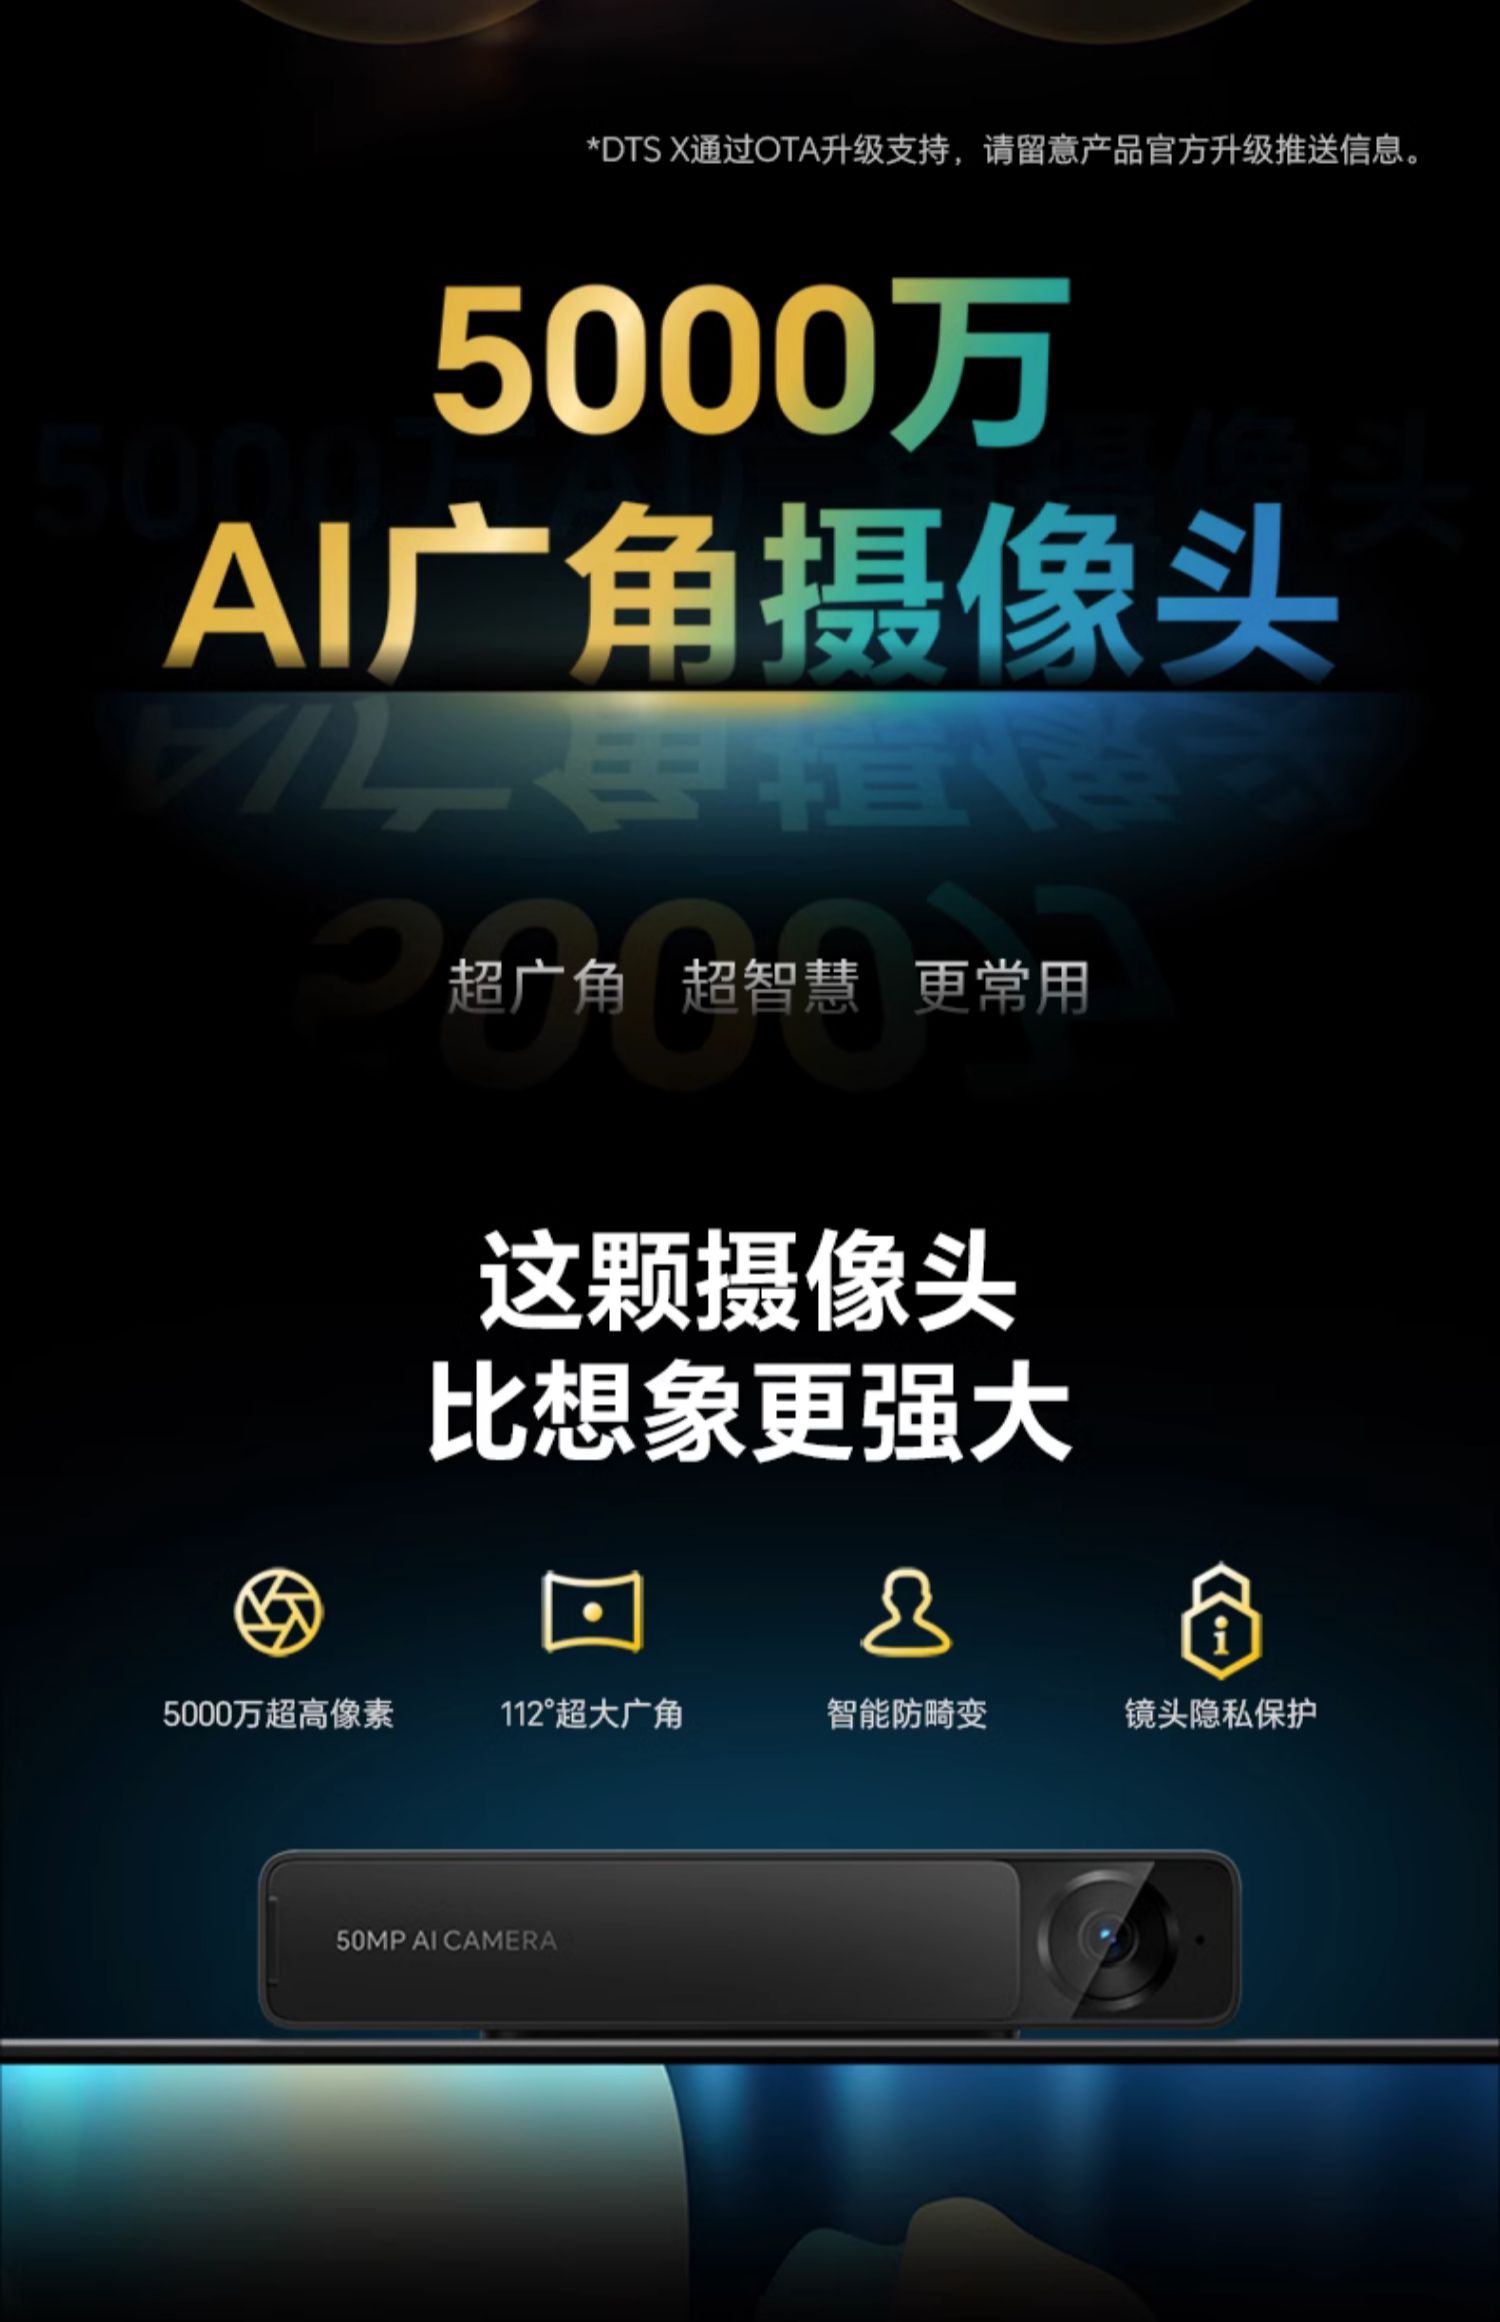 *DTS X通过OTA升级支持，请留意产品官方升级推送信息。
5000万
AI广角摄像头
超广角 超智慧 更常用
这颗摄像头
比想象更强大
5000万超高像素 112°超大广角 智能防畸变 镜头隐私保护
50MP AI CAMERA